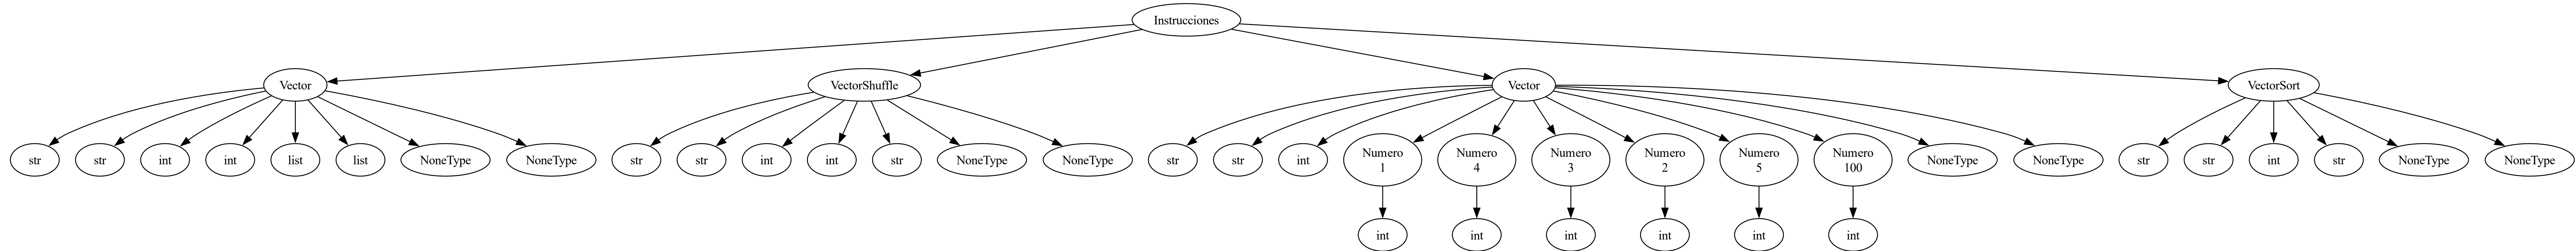 Instrucciones
Vector VectorShuffle Vector VectorSort
str str int int list list NoneType NoneType str str int int str NoneType NoneType str str int Numero Numero Numero Numero Numero Numero NoneType NoneType str str int str NoneType NoneType
1 4 3 2 5 100
int int int int int int